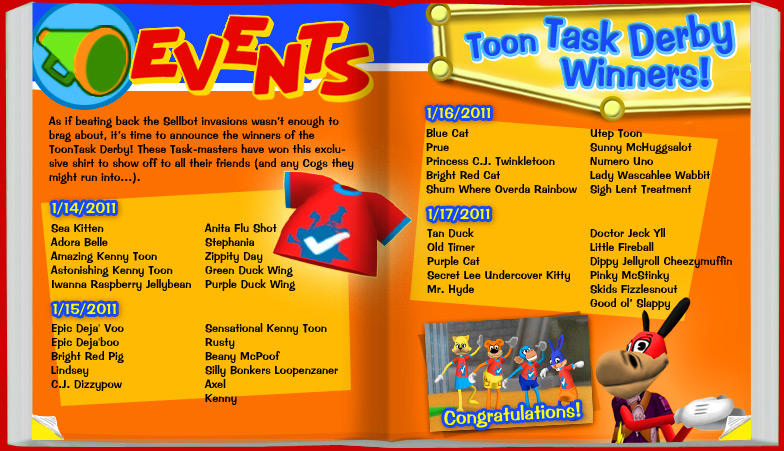 EVENTS
As if beating back the Sellbot invasions wasn't enough to
brag about, it's time to announce the winners of the
ToonTask Derby! These Task-masters have won this exclu-
sive shirt to show off to all their friends (and any Cogs they
might run into...).
1/14/2011
Sea Kitten
Adora Belle
Amazing Kenny Toon
Astonishing Kenny Toon
Iwanna Raspberry Jellybean
Anita Flu Shot
Stephania
Zippity Day
Green Duck Wing
Purple Duck Wing
1/15/2011
Epic Deja' Voo
Epic Deja'boo
Bright Red Pig
Lindsey
C.J. Dizzypow
Sensational Kenny Toon
Rusty
Beany McPoof
Silly Bonkers Loopenzaner
Axel
Kenny
Toon Task Derby
Winners!
1/16/2011
Blue Cat
Prue
Princess C.J. Twinkletoon
Bright Red Cat
Shum Where Overda Rainbow
Utep Toon
Sunny McHuggsalot
Numero Uno
Lady Wascahlee Wabbit
Sigh Lent Treatment
1/17/2011
Tan Duck
Old Timer
Purple Cat
Secret Lee Undercover Kitty
Mr. Hyde
Doctor Jeck Yll
Little Fireball
Dippy Jellyroll Cheezymuffin
Pinky McStinky
Skids Fizzlesnout
Good ol' Slappy
Congratulations!